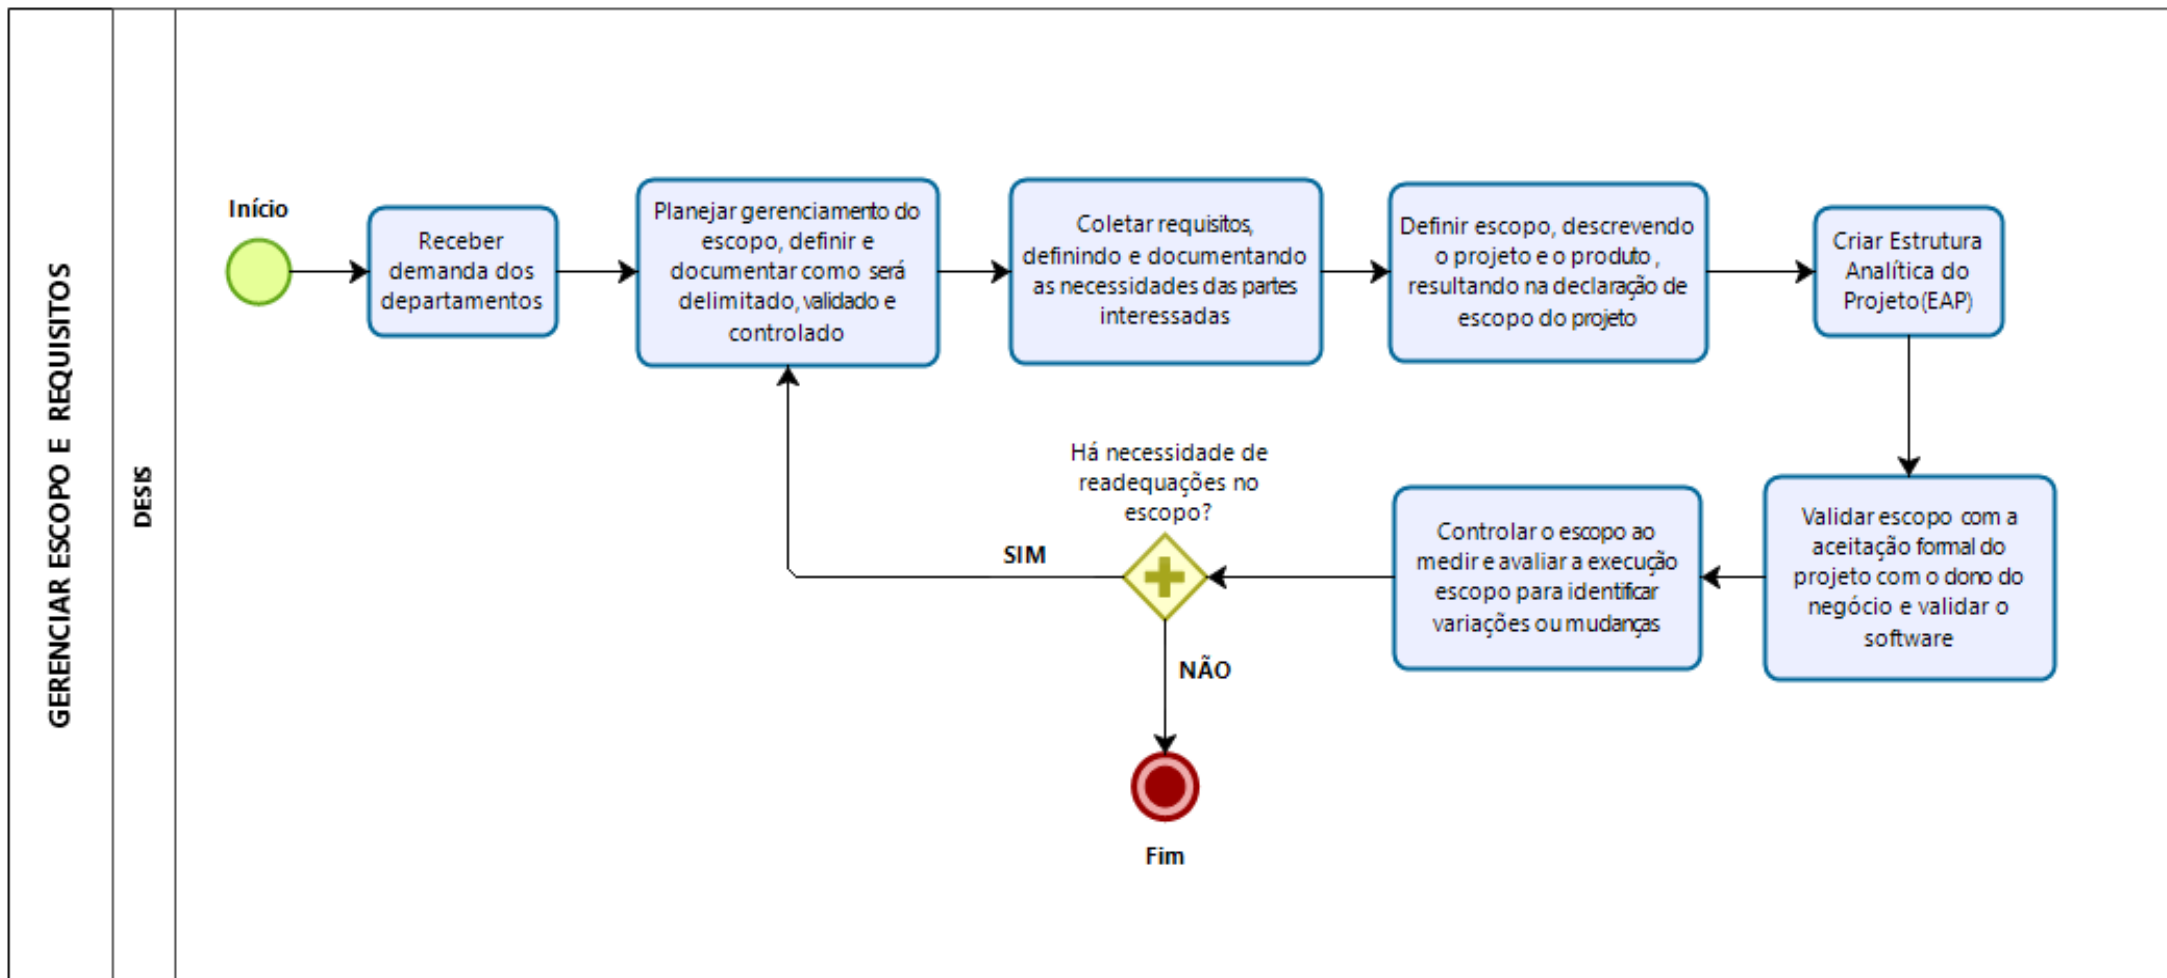 GERENCIAR ESCOPO E REQUISITOS
DESIS
Início
Receber
demanda dos
departamentos
Planejar gerenciamento do
escopo, definir e
documentar como será
delimitado, validado e
controlado
Coletar requisitos,
definindo e documentando
as necessidades das partes
interessadas
Definir escopo, descrevendo
o projeto e o produto ,
resultando na declaração de
escopo do projeto
Criar Estrutura
Analítica do
Projeto(EAP)
Validar escopo com a
aceitação formal do
projeto com o dono do
negócio e validar o
software
Controlar o escopo ao
medir e avaliar a execução
escopo para identificar
variações ou mudanças
Há necessidade de
readequações no
escopo?
SIM
NÃO
Fim